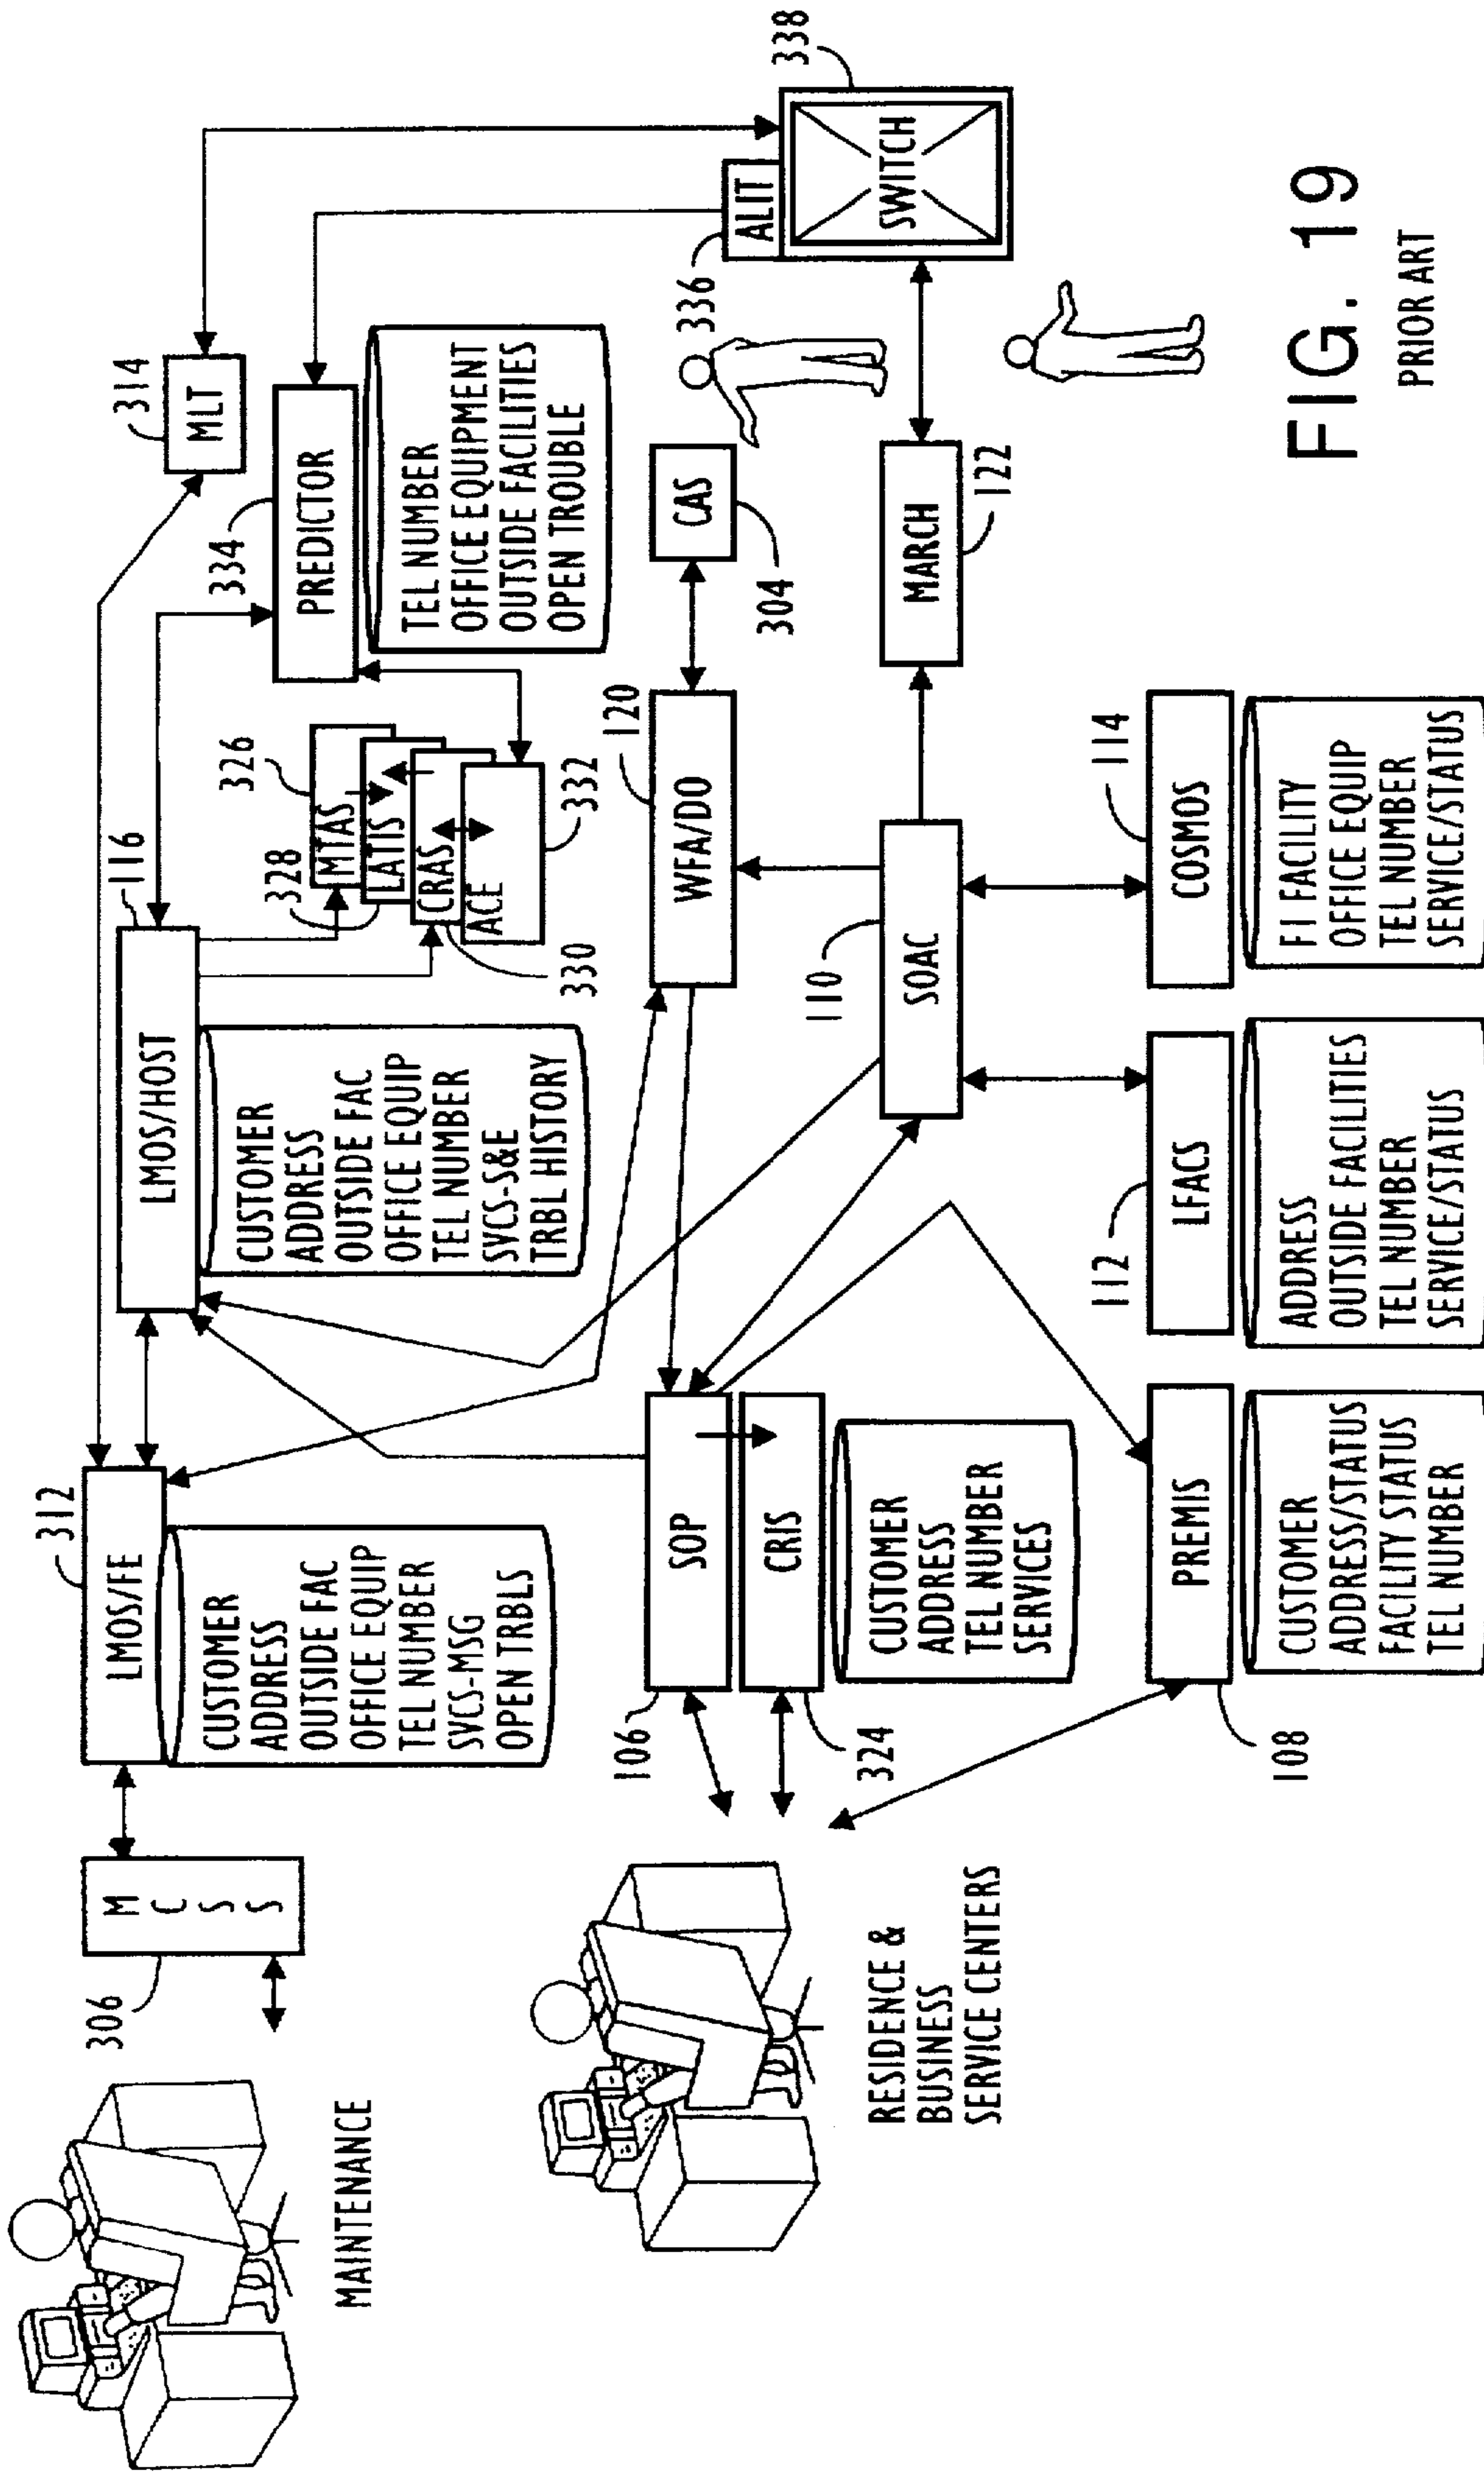 306
M
C
S
S
MAINTENANCE
312
LMOS/FE
CUSTOMER
ADDRESS
OUTSIDE FAC
OFFICE EQUIP
TEL NUMBER
SVCS-MSG
OPEN TRBLS
116
LMOS/HOST
CUSTOMER
ADDRESS
OUTSIDE FAC
OFFICE EQUIP
TEL NUMBER
SVCS-S&E
TRBL HISTORY
314
MLT
326
MTAS
328
LATIS
CRAS
330
ACE
332
334
PREDICTOR
TEL NUMBER
OFFICE EQUIPMENT
OUTSIDE FACILITIES
OPEN TROUBLE
RESIDENCE &
BUSINESS
SERVICE CENTERS
106
SOP
CRIS
324
CUSTOMER
ADDRESS
TEL NUMBER
SERVICES
120
WFA/DO
CAS
304
336
ALIT
SWITCH
338
110
SOAC
MARCH
122
PREMIS
108
CUSTOMER
ADDRESS/STATUS
FACILITY STATUS
TEL NUMBER
112
LFACS
ADDRESS
OUTSIDE FACILITIES
TEL NUMBER
SERVICE/STATUS
114
COSMOS
F1 FACILITY
OFFICE EQUIP
TEL NUMBER
SERVICE/STATUS
FIG. 19
PRIOR ART